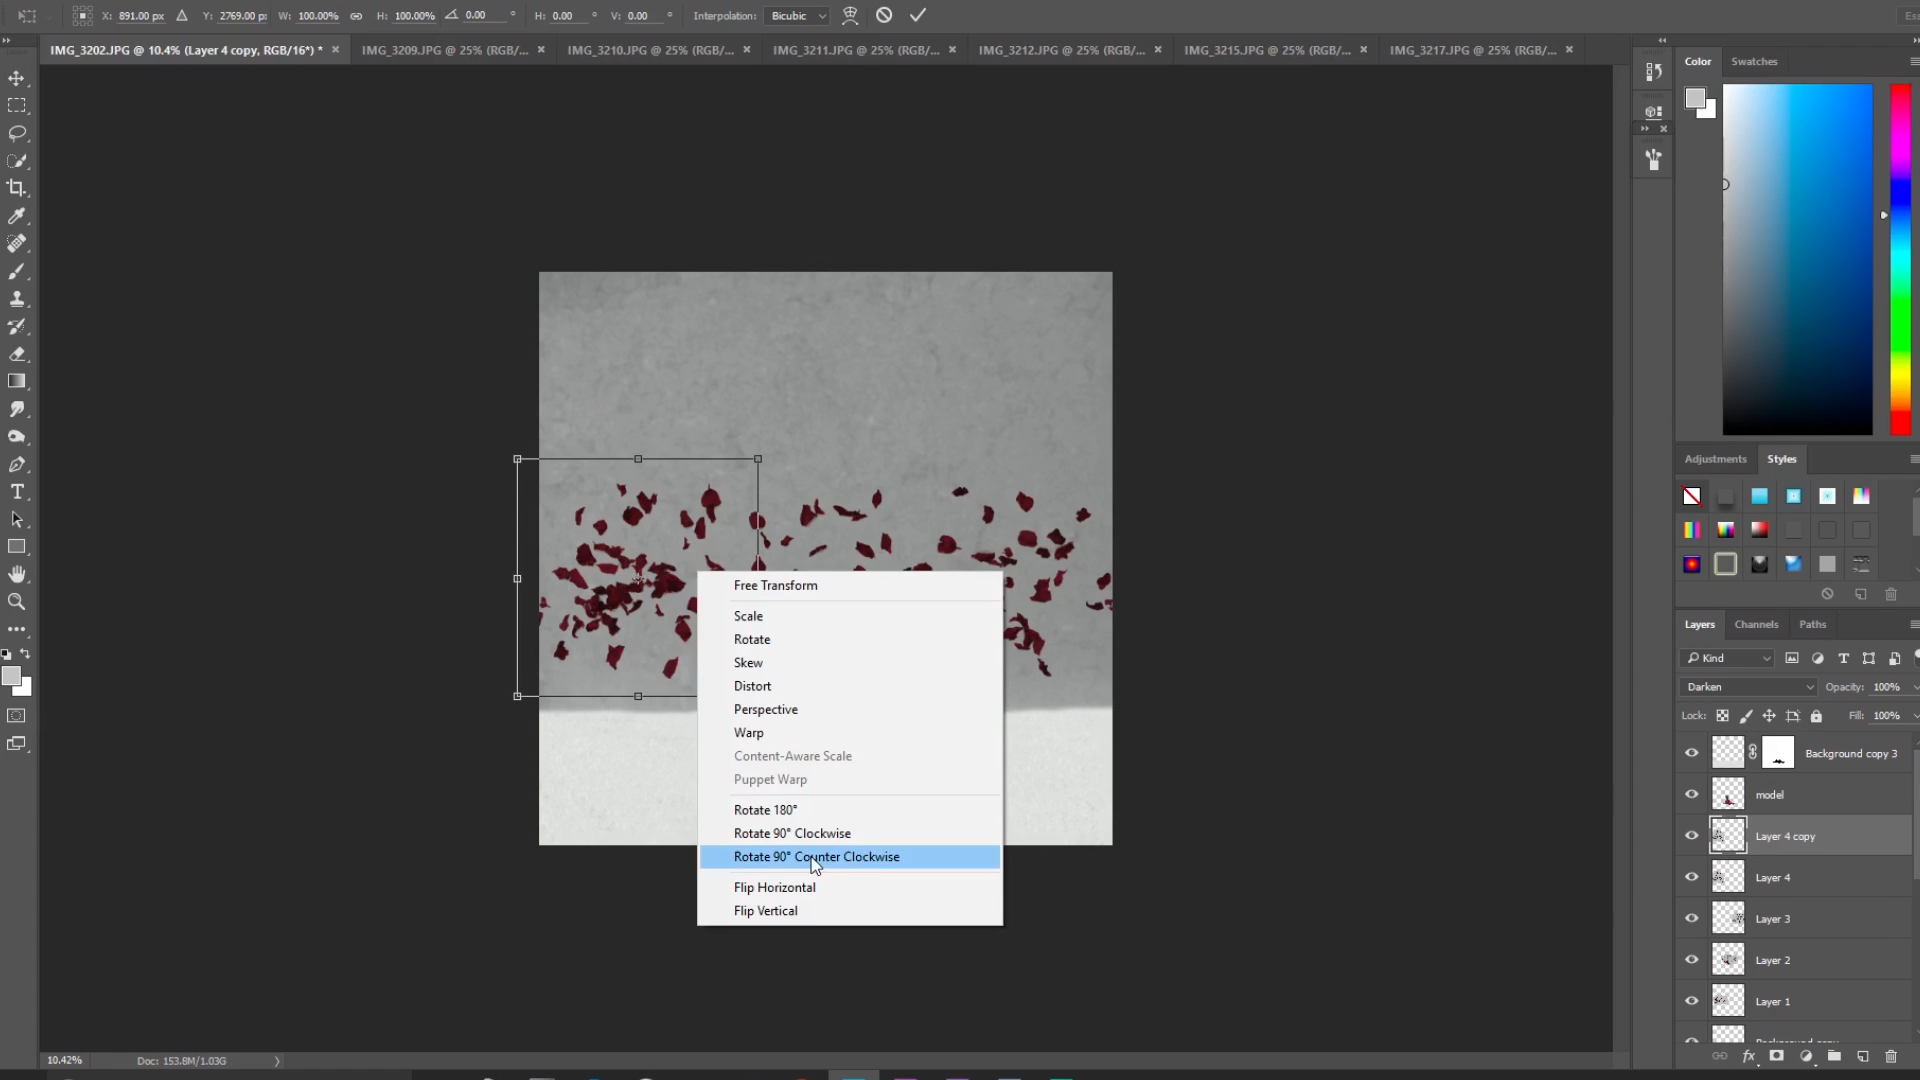 X: 891.00 px Y: 2769.00 p: W: 100.00% H: 100.00% 0.00 ° H: 0.00 ° V: 0.00 ° Interpolation: Bicubic
IMG_3202.JPG @ 10.4% (Layer 4 copy, RGB/16*) * × IMG_3209.JPG @ 25% (RGB/... × IMG_3210.JPG @ 25% (RGB/... × IMG_3211.JPG @ 25% (RGB/... × IMG_3212.JPG @ 25% (RGB/... × IMG_3215.JPG @ 25% (RGB/... × IMG_3217.JPG @ 25% (RGB/... ×
Color Swatches
Free Transform
Scale
Rotate
Skew
Distort
Perspective
Warp
Content-Aware Scale
Puppet Warp
Rotate 180°
Rotate 90° Clockwise
Rotate 90° Counter Clockwise
Flip Horizontal
Flip Vertical
Adjustments Styles
Layers Channels Paths
Kind
Darken Opacity: 100%
Lock: Fill: 100%
Background copy 3
model
Layer 4 copy
Layer 4
Layer 3
Layer 2
Layer 1
Background copy
10.42% Doc: 153.8M/1.03G